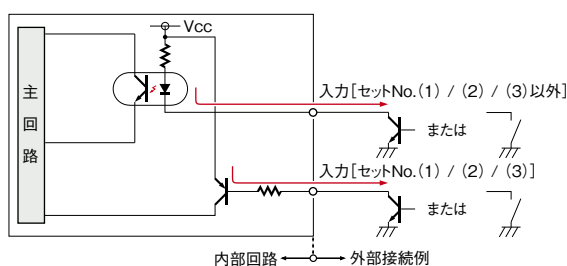 Vcc
主回路
入力[セットNo.(1) / (2) / (3)以外]
または
入力[セットNo.(1) / (2) / (3)]
または
内部回路
外部接続例